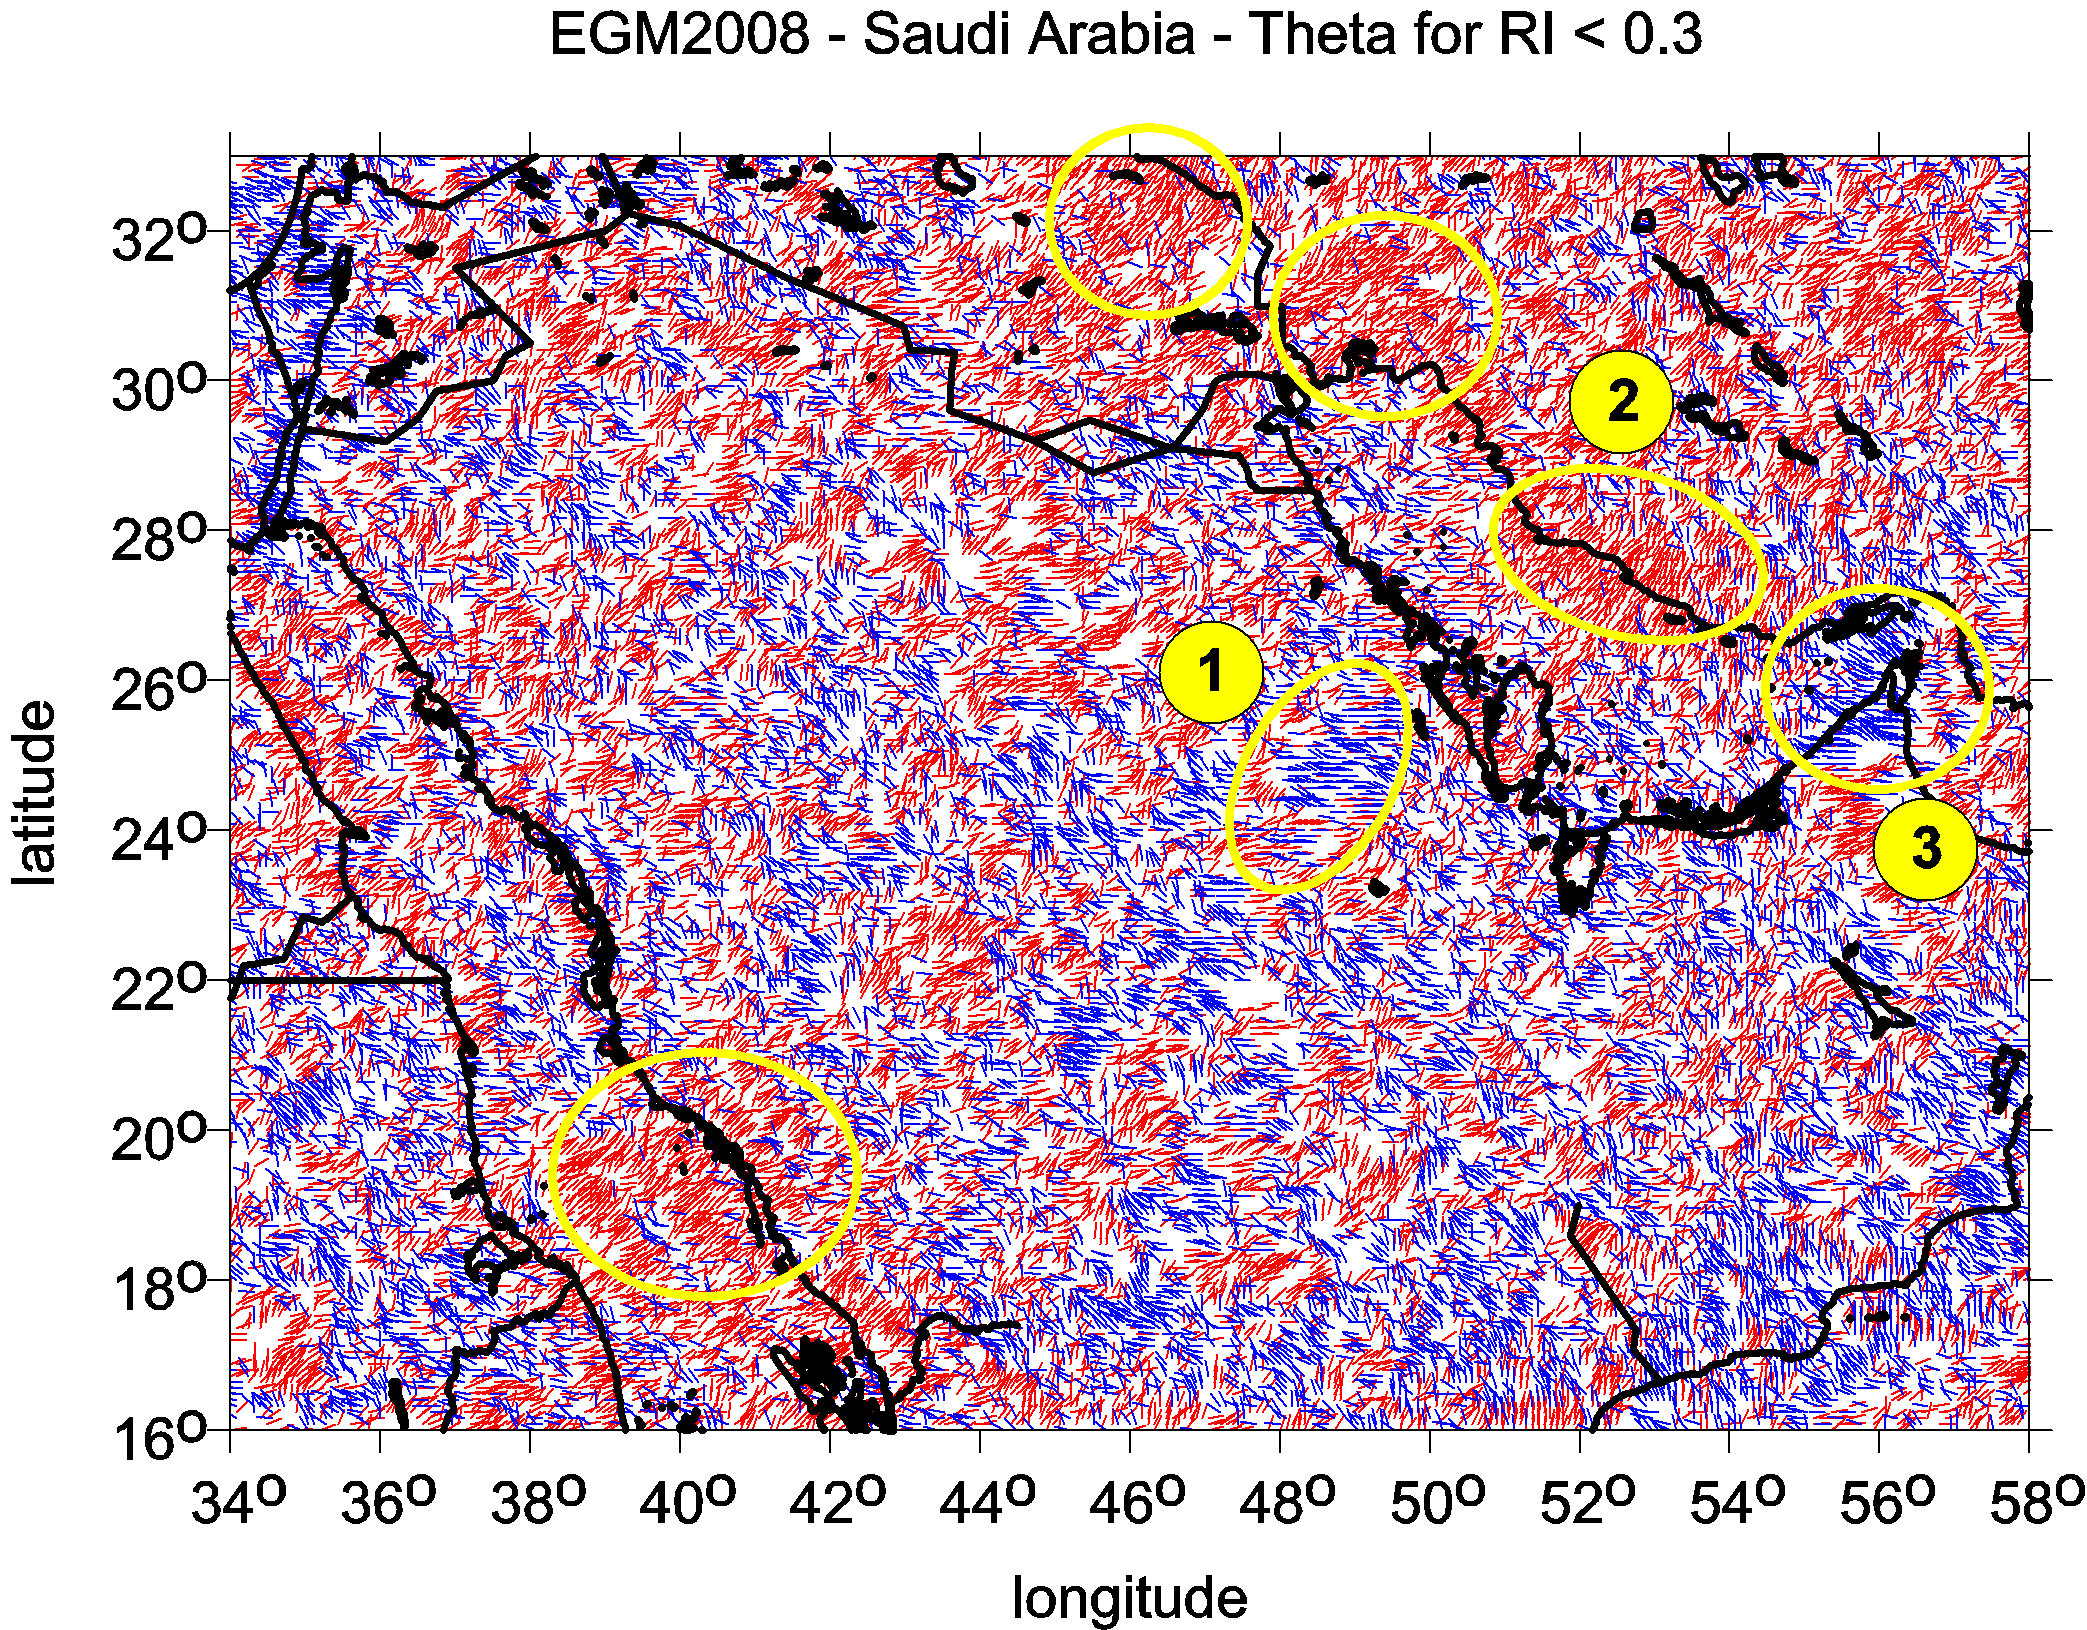 EGM2008 - Saudi Arabia - Theta for RI < 0.3
32º
30º
28º
26º
24º
22º
20º
18º
16º
latitude
2
1
3
34º 36º 38º 40º 42º 44º 46º 48º 50º 52º 54º 56º 58º
longitude